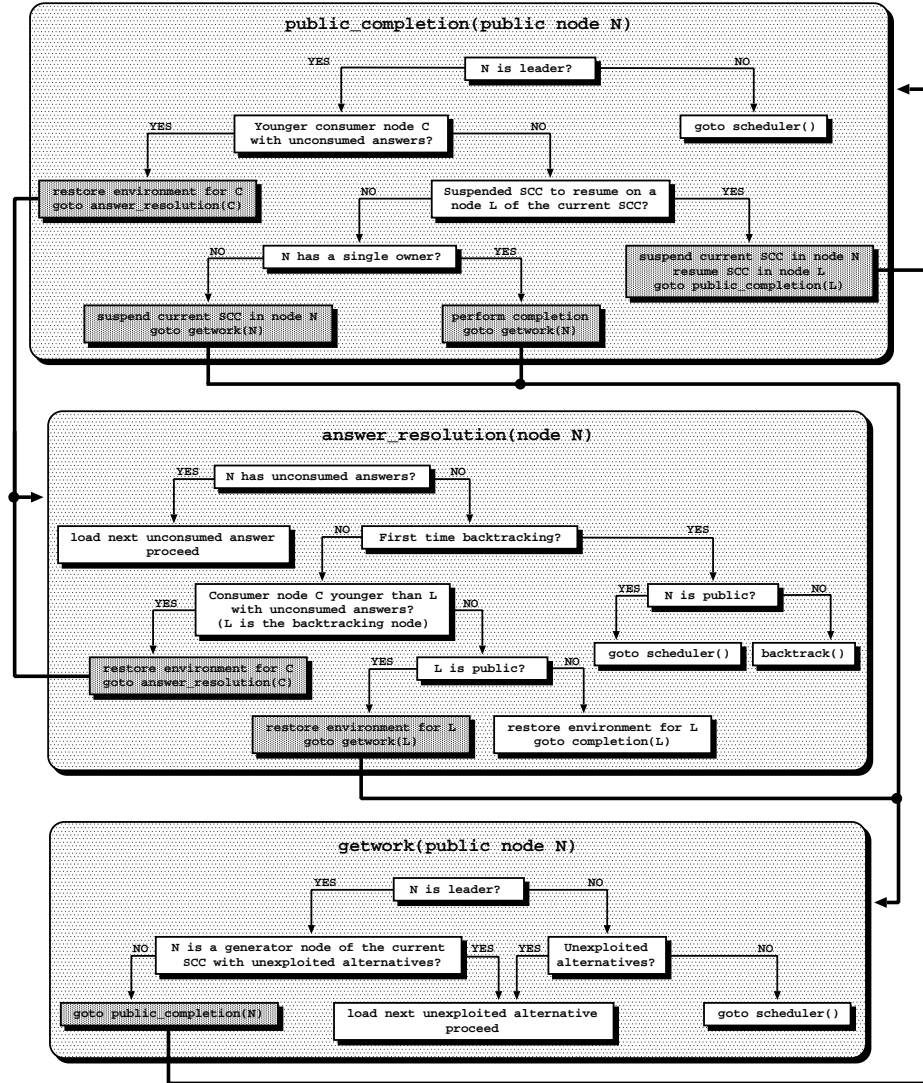 public_completion(public node N)
YES
N is leader?
NO
YES
Younger consumer node C
with unconsumed answers?
NO
goto scheduler()
restore environment for C
goto answer_resolution(C)
NO
Suspended SCC to resume on a
node L of the current SCC?
YES
NO
N has a single owner?
YES
suspend current SCC in node N
resume SCC in node L
goto public_completion(L)
suspend current SCC in node N
goto getwork(N)
perform completion
goto getwork(N)
answer_resolution(node N)
YES
N has unconsumed answers?
NO
load next unconsumed answer
proceed
NO
First time backtracking?
YES
YES
Consumer node C younger than L
with unconsumed answers?
(L is the backtracking node)
NO
YES
N is public?
NO
restore environment for C
goto answer_resolution(C)
YES
L is public?
NO
goto scheduler()
backtrack()
restore environment for L
goto getwork(L)
restore environment for L
goto completion(L)
getwork(public node N)
YES
N is leader?
NO
NO
N is a generator node of the current
SCC with unexploited alternatives?
YES
YES
Unexploited
alternatives?
NO
goto public_completion(N)
load next unexploited alternative
proceed
goto scheduler()